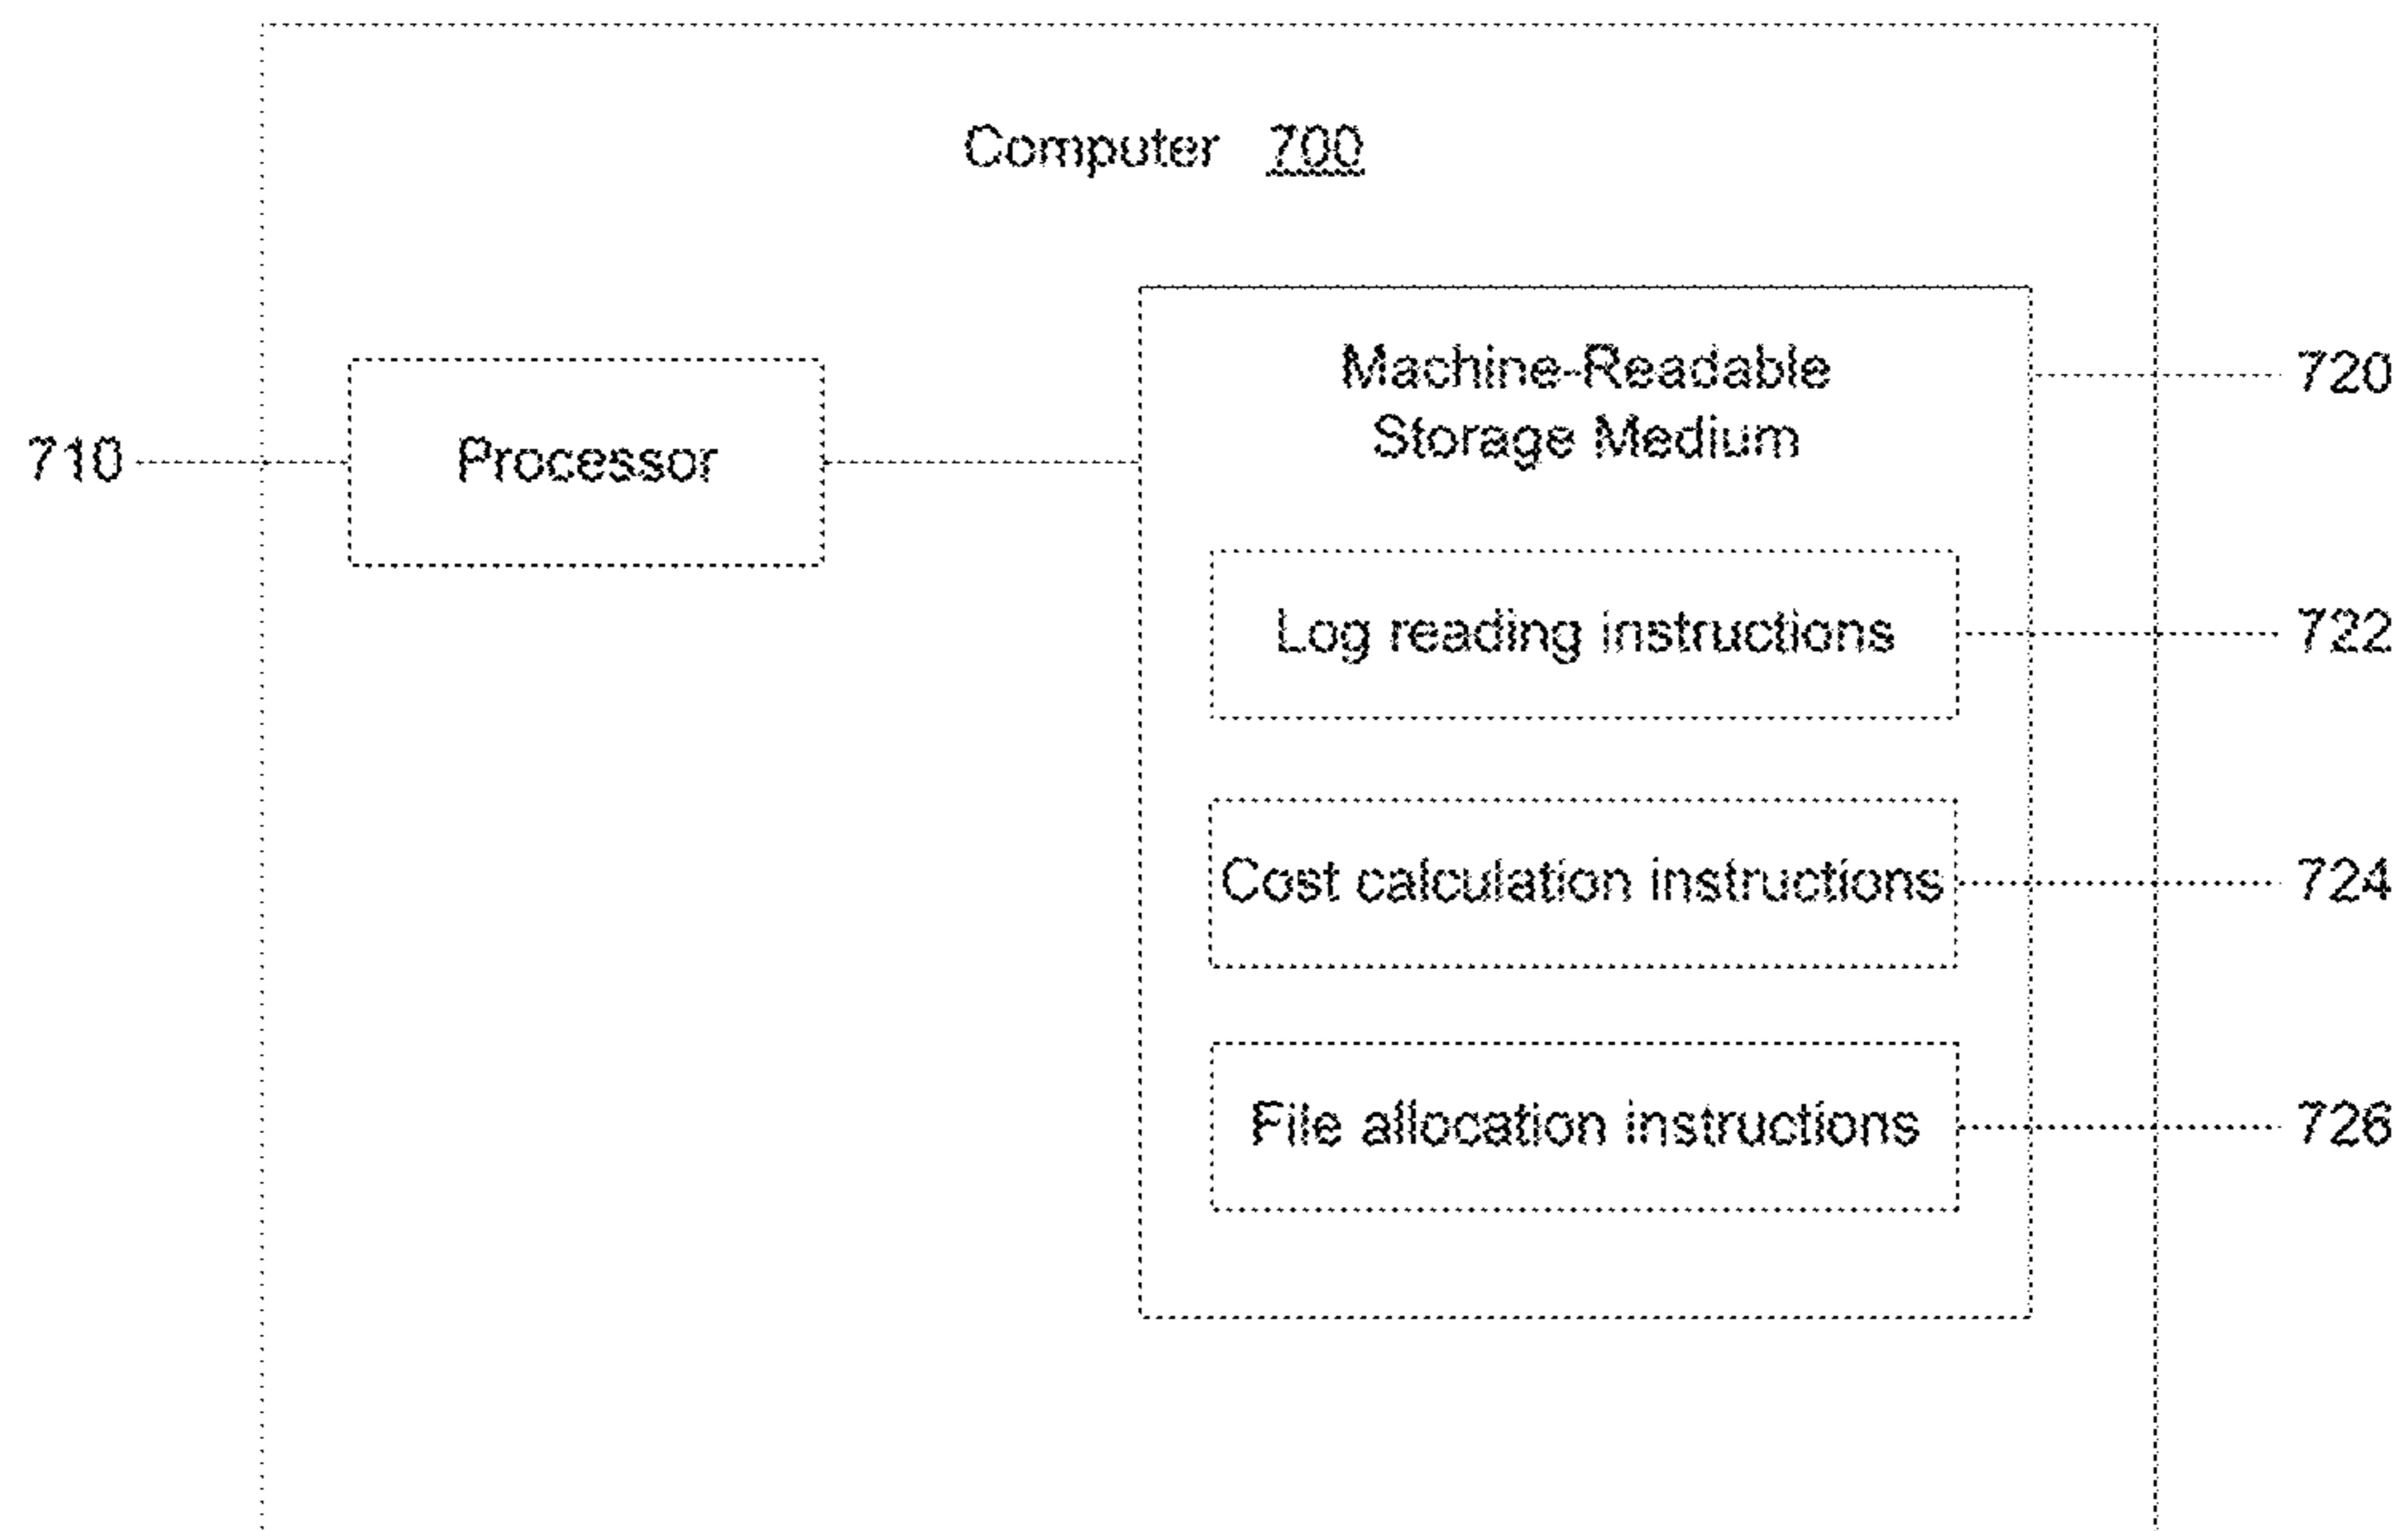 Computer 700
Machine-Readable
Storage Medium
720
710
Processor
Log reading instructions
722
Cost calculation instructions
724
File allocation instructions
726